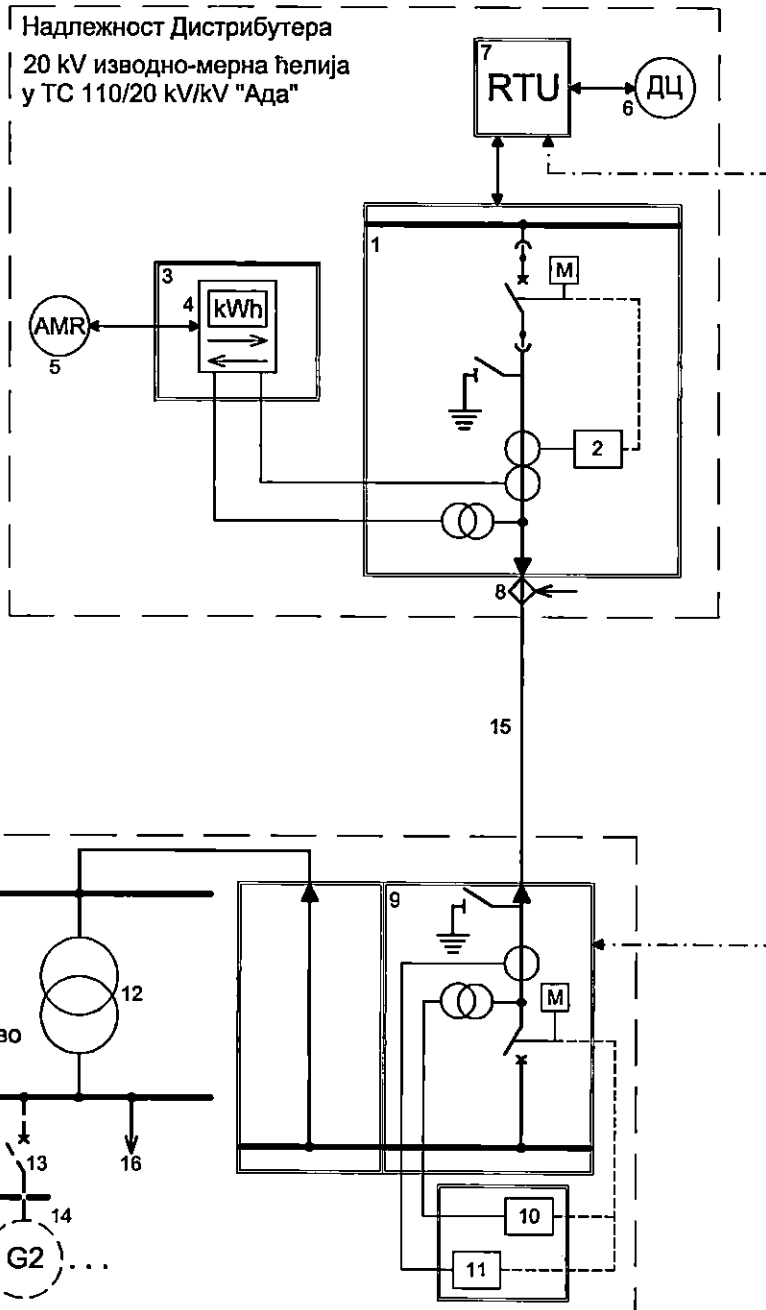 Надлежност Дистрибутера
20 kV изводно-мерна ћелија
у ТС 110/20 kV/kV "Ада"
7
RTU
6
ДЦ
1
M
3
4
kWh
AMR
5
2
8
15
9
12
M
во
13
16
14
G2
...
10
11